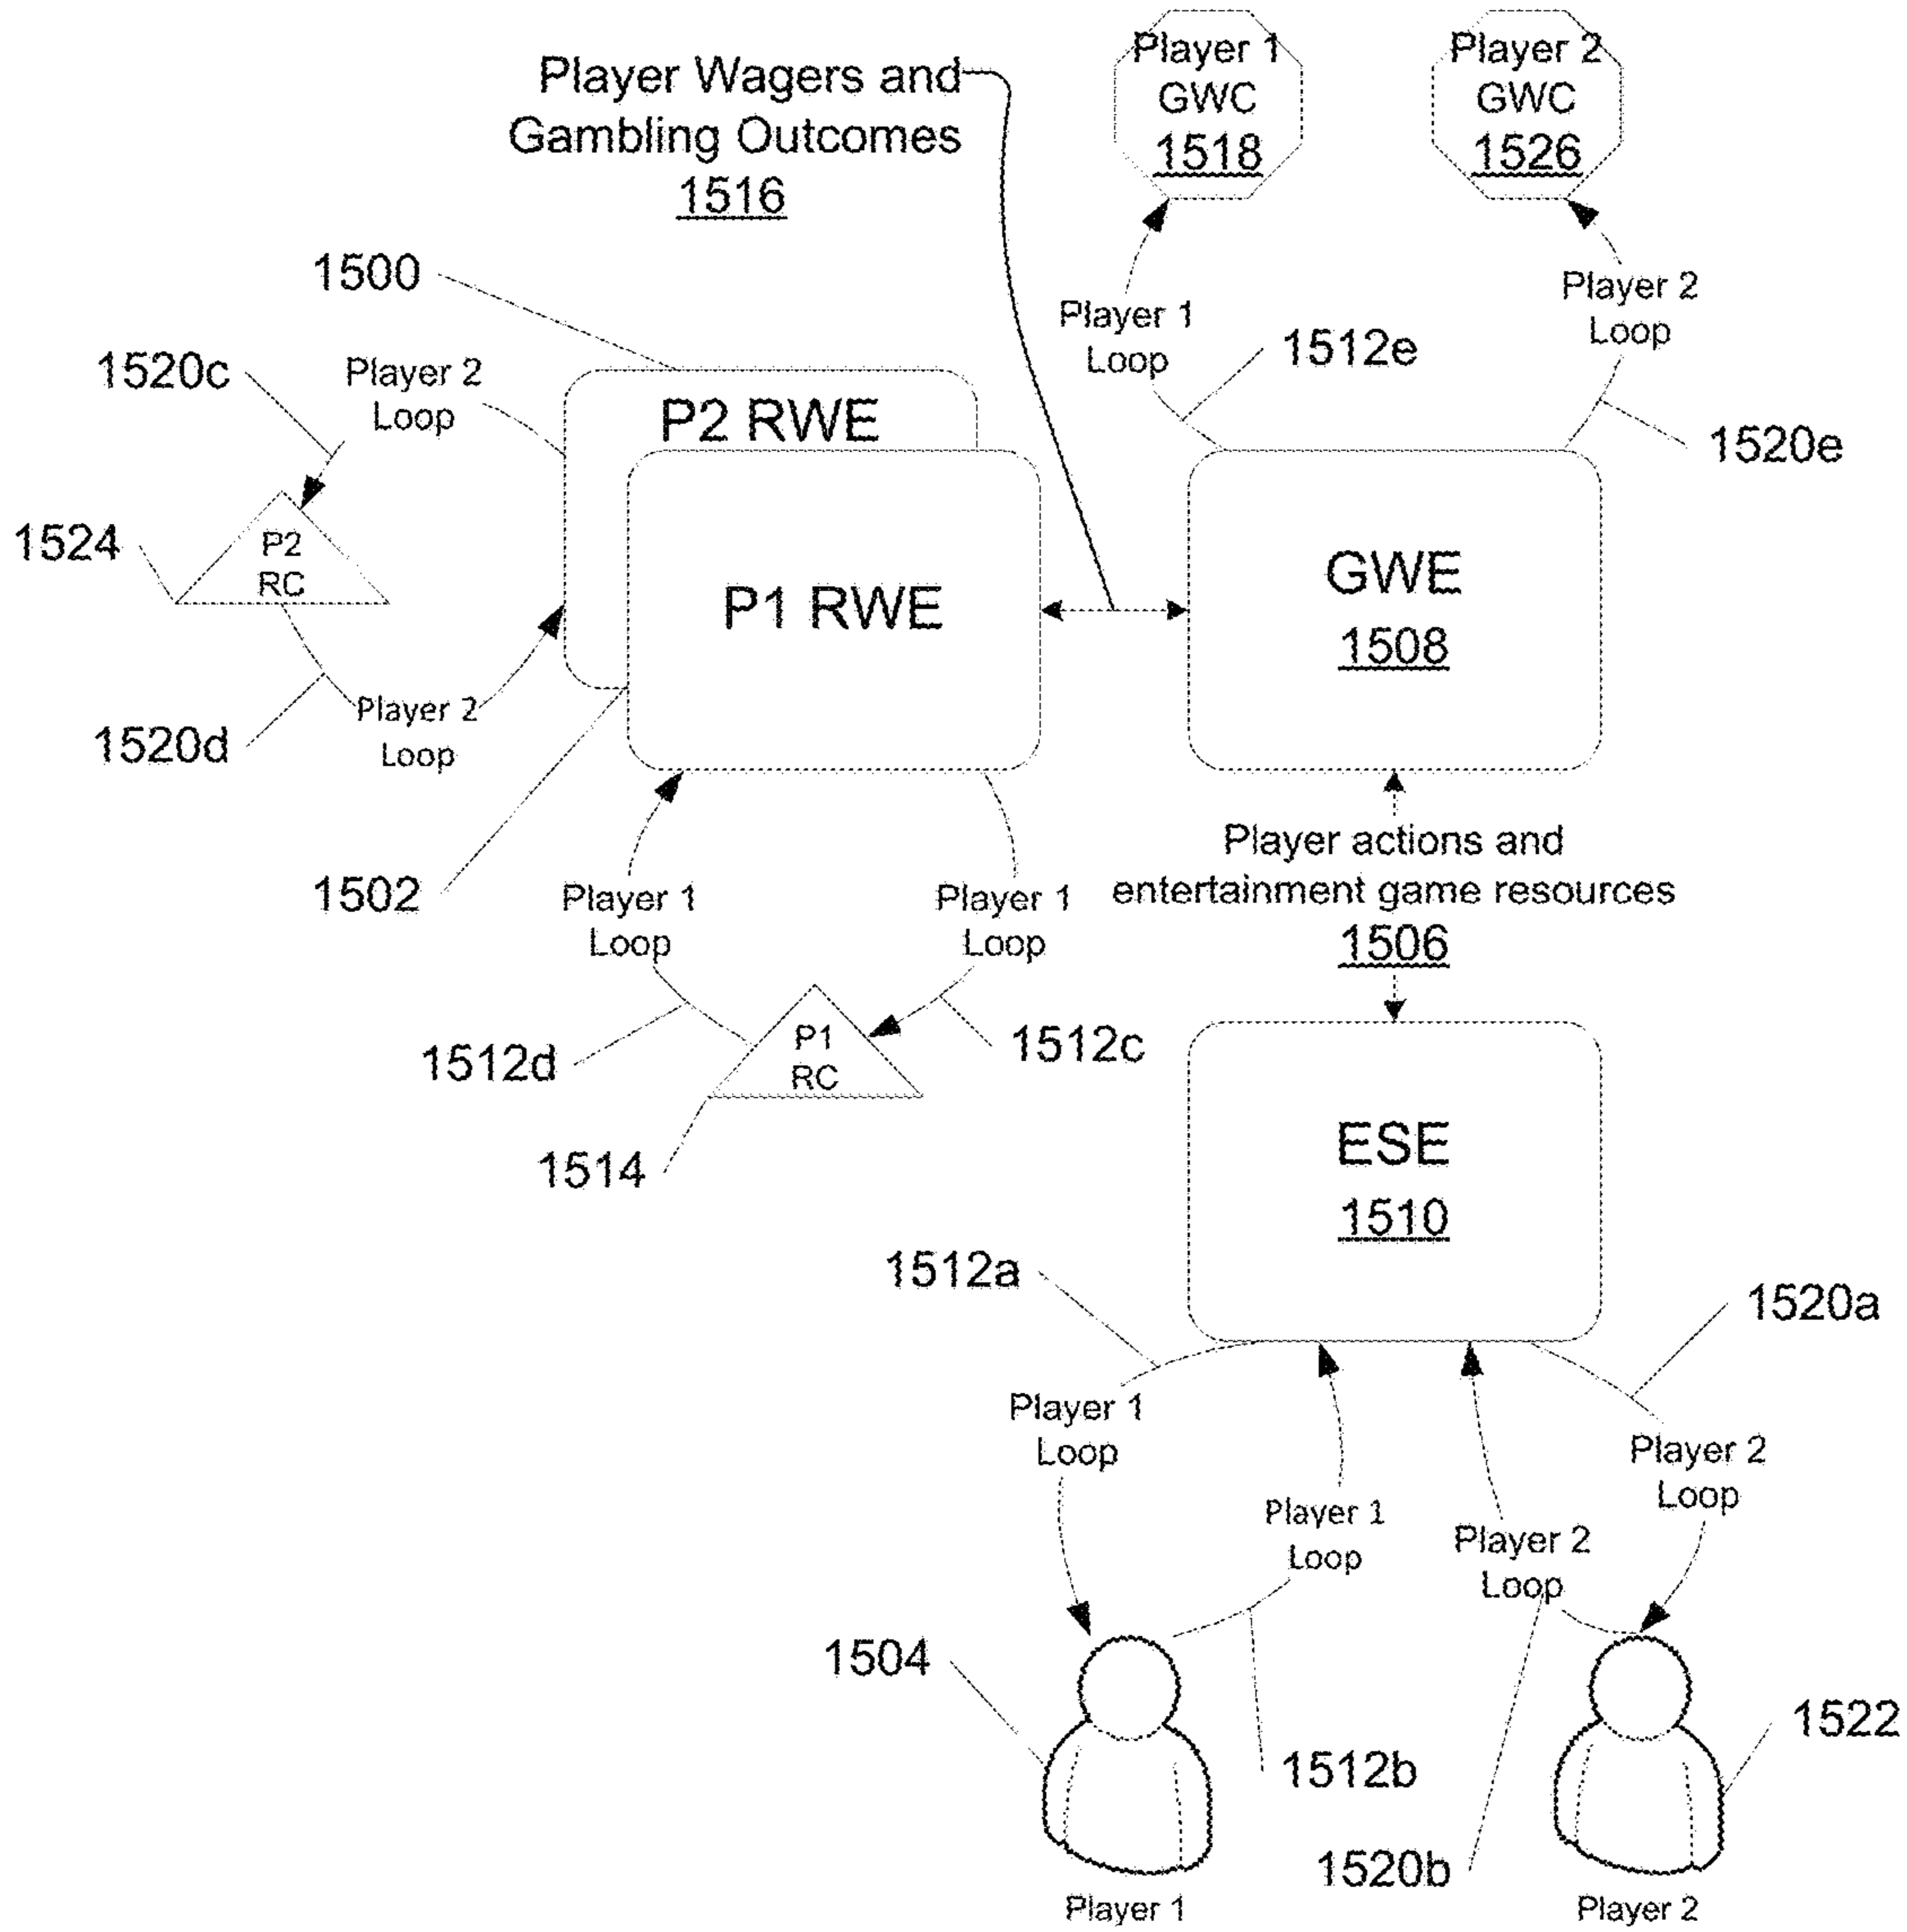 Player Wagers and
Gambling Outcomes
1516
Player 1
GWC
1518
Player 2
GWC
1526
1500
Player 1
Loop
1512e
Player 2
Loop
1520e
1520c
Player 2
Loop
P2 RWE
P1 RWE
GWE
1508
1524
P2
RC
1520d
Player 2
Loop
1502
Player 1
Loop
Player 1
Loop
Player actions and
entertainment game resources
1506
1512d
P1
RC
1512c
1514
ESE
1510
1512a
1520a
Player 1
Loop
Player 2
Loop
Player 1
Loop
Player 2
Loop
1504
1522
1512b
1520b
Player 1
Player 2